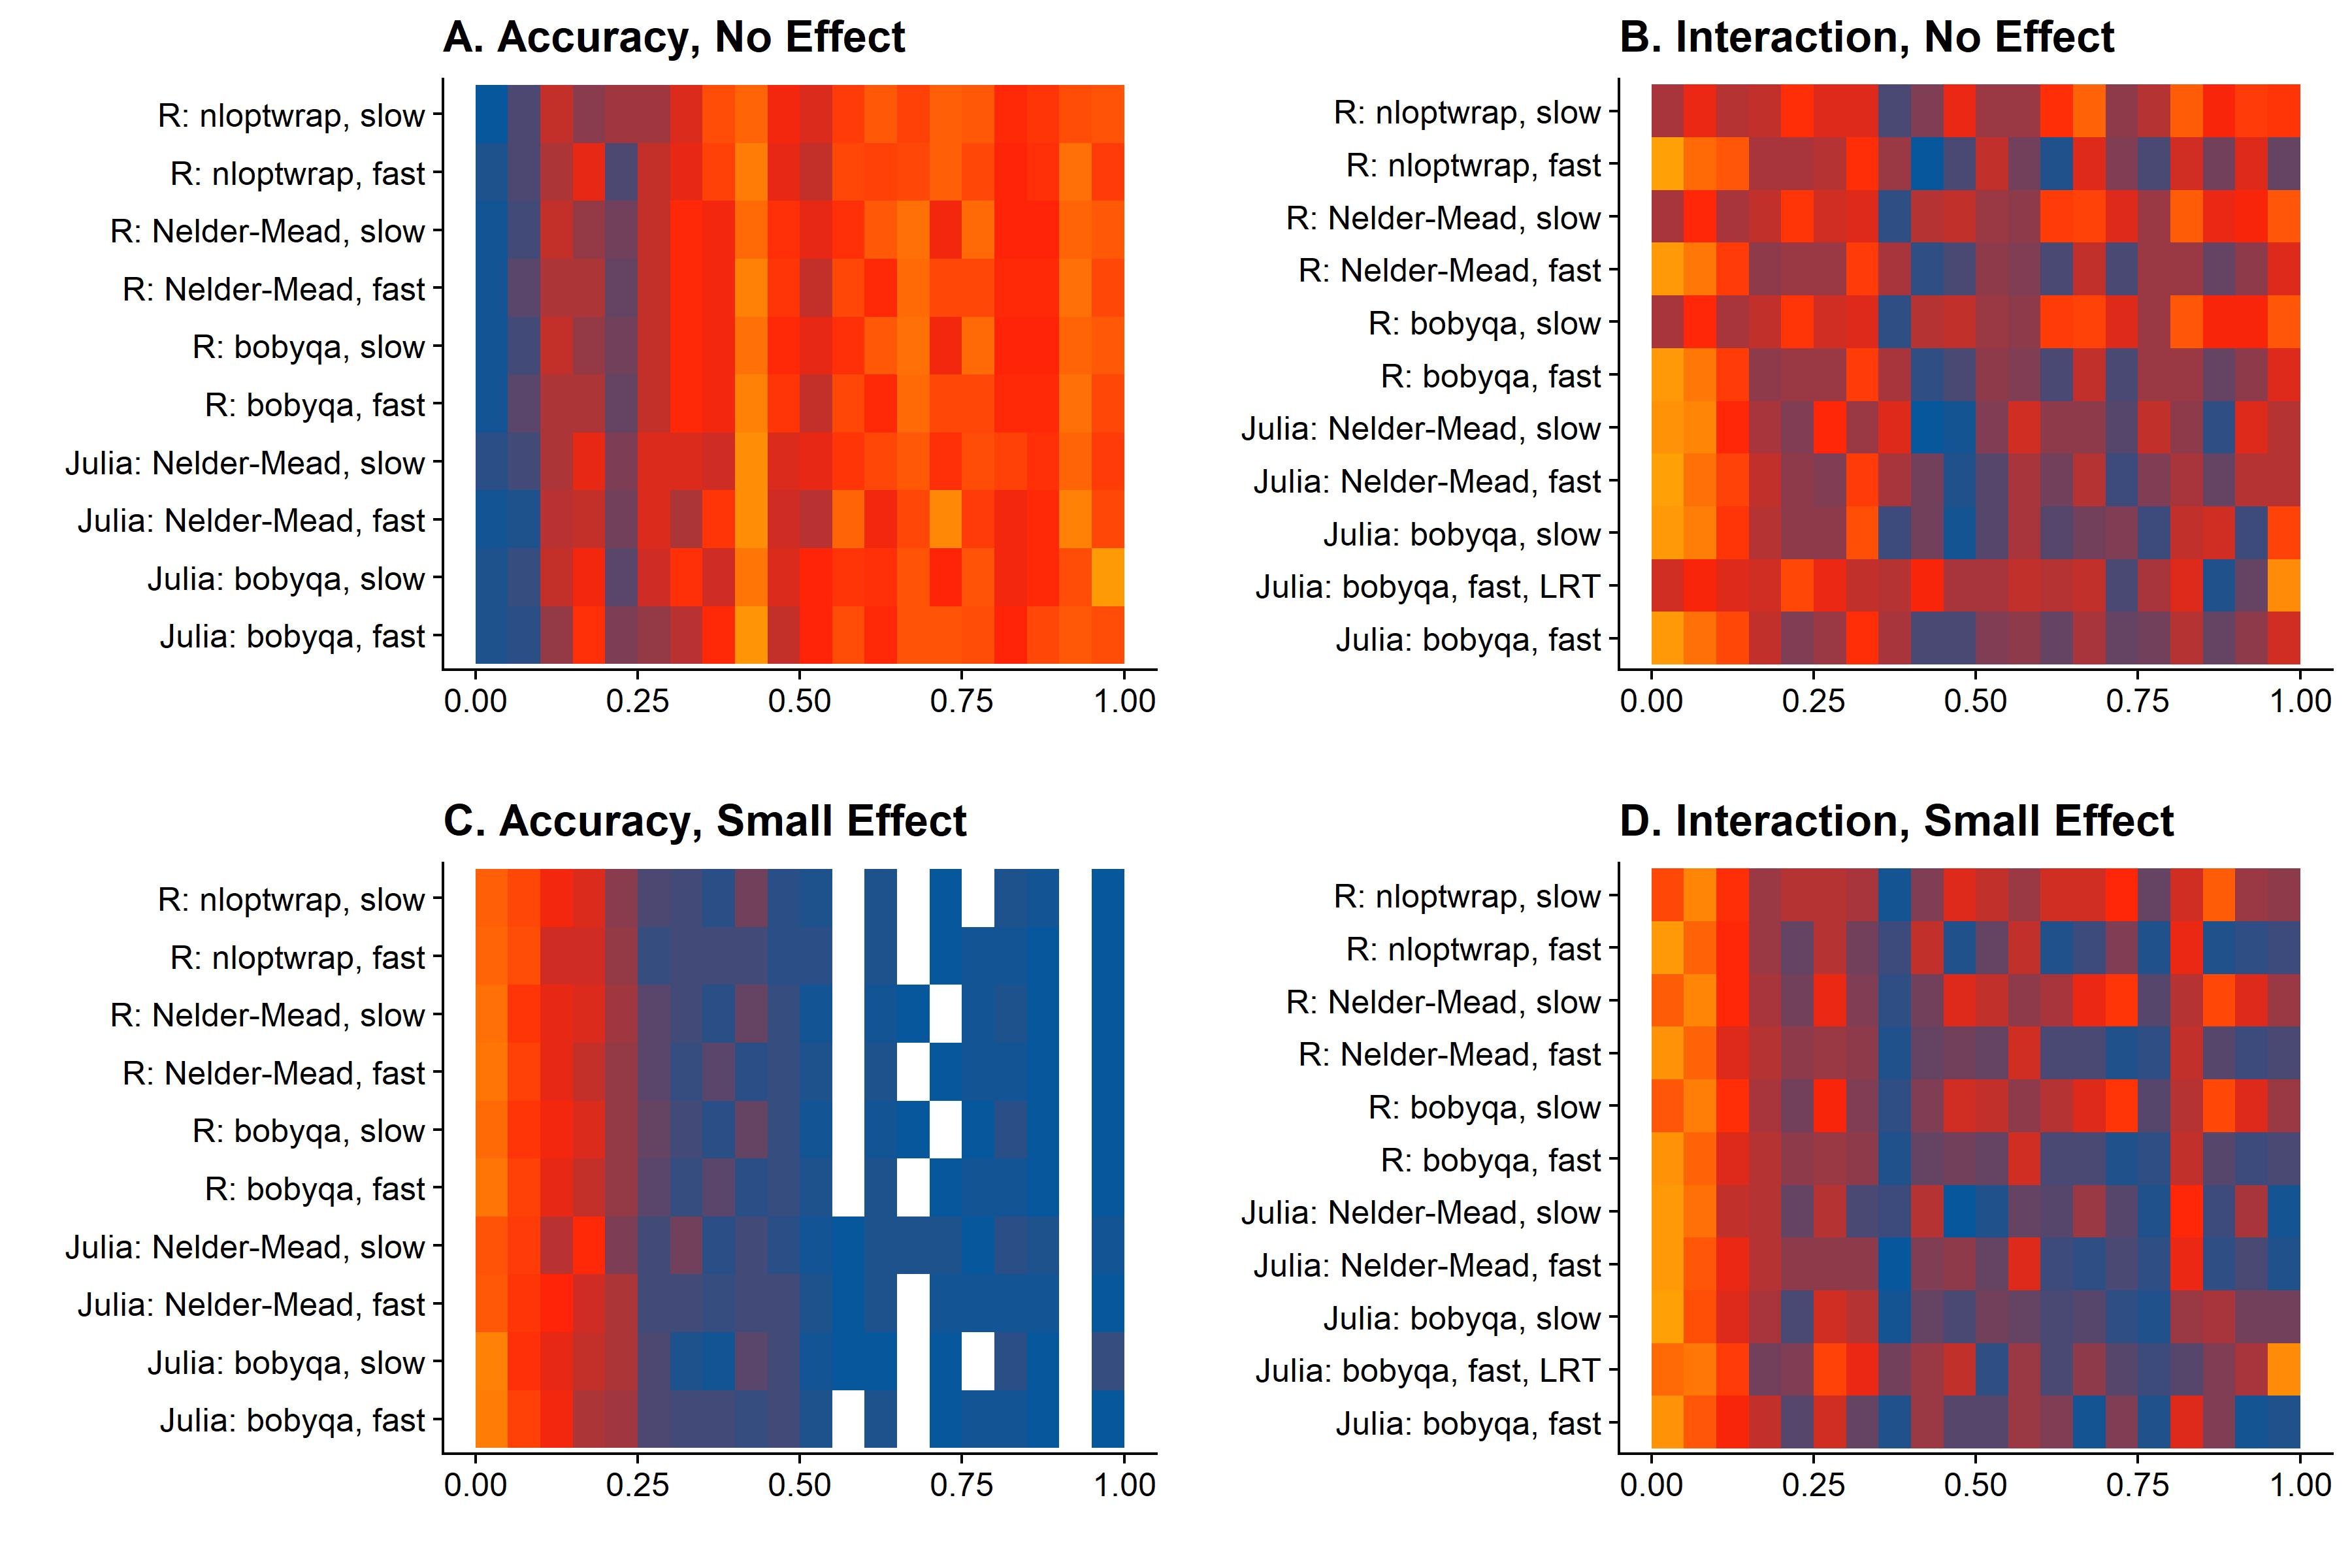 A. Accuracy, No Effect
R: nloptwrap, slow
R: nloptwrap, fast
R: Nelder-Mead, slow
R: Nelder-Mead, fast
R: bobyqa, slow
R: bobyqa, fast
Julia: Nelder-Mead, slow
Julia: Nelder-Mead, fast
Julia: bobyqa, slow
Julia: bobyqa, fast
0.00 0.25 0.50 0.75 1.00
B. Interaction, No Effect
R: nloptwrap, slow
R: nloptwrap, fast
R: Nelder-Mead, slow
R: Nelder-Mead, fast
R: bobyqa, slow
R: bobyqa, fast
Julia: Nelder-Mead, slow
Julia: Nelder-Mead, fast
Julia: bobyqa, slow
Julia: bobyqa, fast, LRT
Julia: bobyqa, fast
0.00 0.25 0.50 0.75 1.00
C. Accuracy, Small Effect
R: nloptwrap, slow
R: nloptwrap, fast
R: Nelder-Mead, slow
R: Nelder-Mead, fast
R: bobyqa, slow
R: bobyqa, fast
Julia: Nelder-Mead, slow
Julia: Nelder-Mead, fast
Julia: bobyqa, slow
Julia: bobyqa, fast
0.00 0.25 0.50 0.75 1.00
D. Interaction, Small Effect
R: nloptwrap, slow
R: nloptwrap, fast
R: Nelder-Mead, slow
R: Nelder-Mead, fast
R: bobyqa, slow
R: bobyqa, fast
Julia: Nelder-Mead, slow
Julia: Nelder-Mead, fast
Julia: bobyqa, slow
Julia: bobyqa, fast, LRT
Julia: bobyqa, fast
0.00 0.25 0.50 0.75 1.00